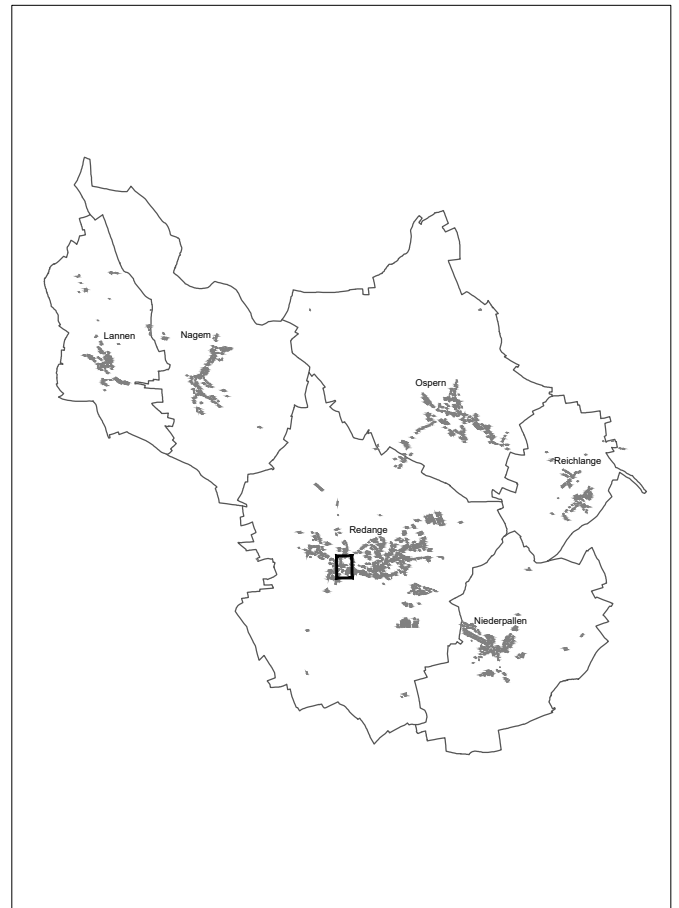 Lannen
Nagem
Ospern
Reichlange
Redange
Niederpallen